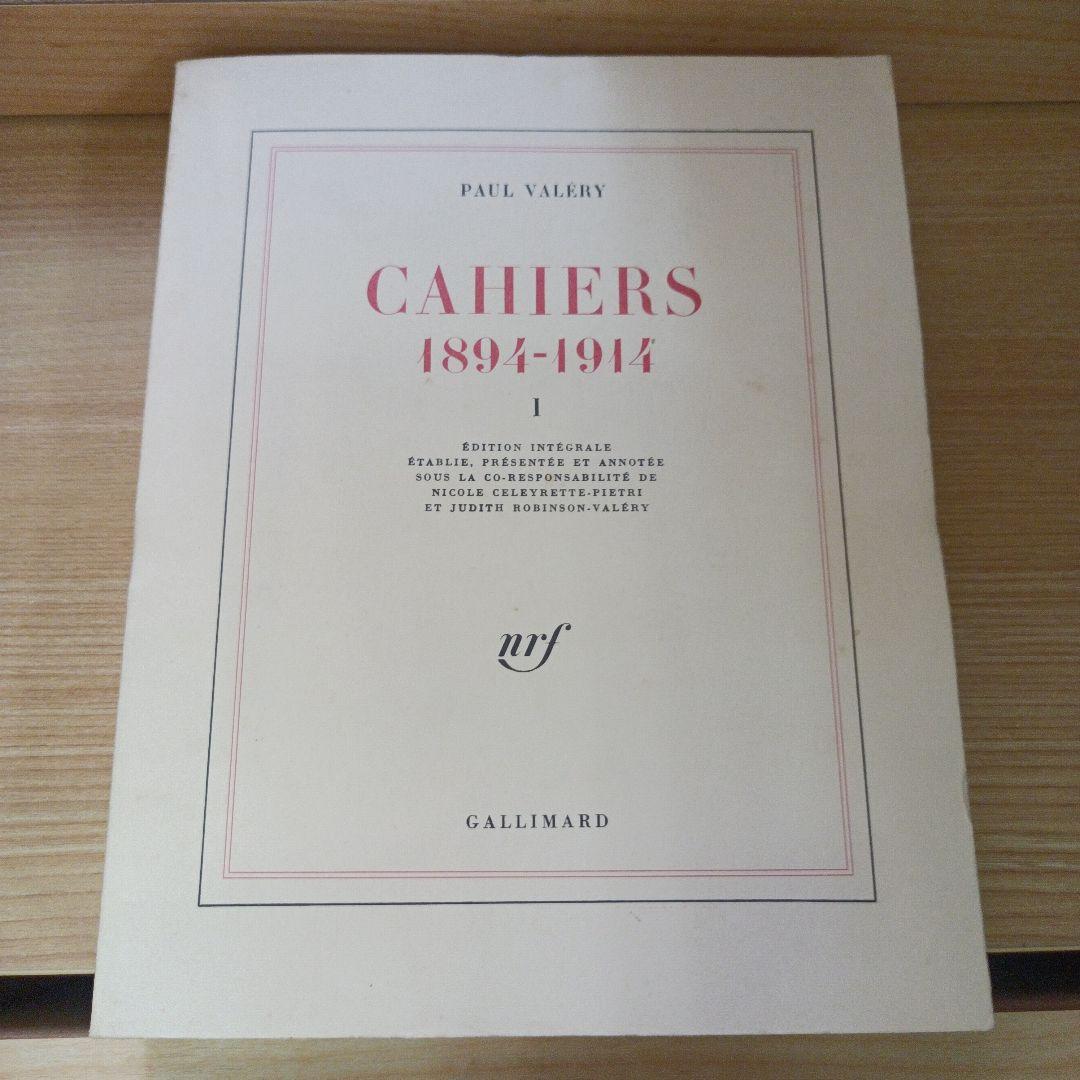 PAUL VALÉRY
CAHIERS
1894-1914
I
ÉDITION INTÉGRALE
ÉTABLIE, PRÉSENTÉE ET ANNOTÉE
SOUS LA CO-RESPONSABILITÉ DE
NICOLE CELEYRETTE-PIETRI
ET JUDITH ROBINSON-VALÉRY
nrf
GALLIMARD